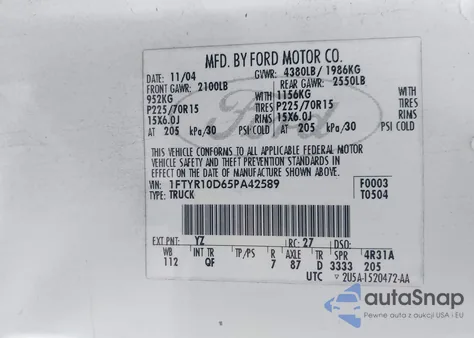 MFD. BY FORD MOTOR CO.
DATE: 11/04 GVWR: 4380LB/ 1986KG
FRONT GAWR: 2100LB REAR GAWR: 2550LB
952KG WITH 1156KG WITH
P225/70R15 TIRES P225/70R15 TIRES
15X6.0J RIMS 15X6.0J RIMS
AT 205 kPa/30 PSI COLD AT 205 kPa/30 PSI COLD
Ford
THIS VEHICLE CONFORMS TO ALL APPLICABLE FEDERAL MOTOR
VEHICLE SAFETY AND THEFT PREVENTION STANDARDS IN
EFFECT ON THE DATE OF MANUFACTURE SHOWN ABOVE.
VIN: 1FTYR10D65PA42589 F0003
TYPE: TRUCK T0504
EXT PNT: YZ RC: 27 DSO:
WB INT TR TP/PS R AXLE TR SPR 4R31A
112 QF 7 87 D 3333 205
UTC 2U5A-1520472-AA
autoSnap
Pewne auta z aukcji USA i EU